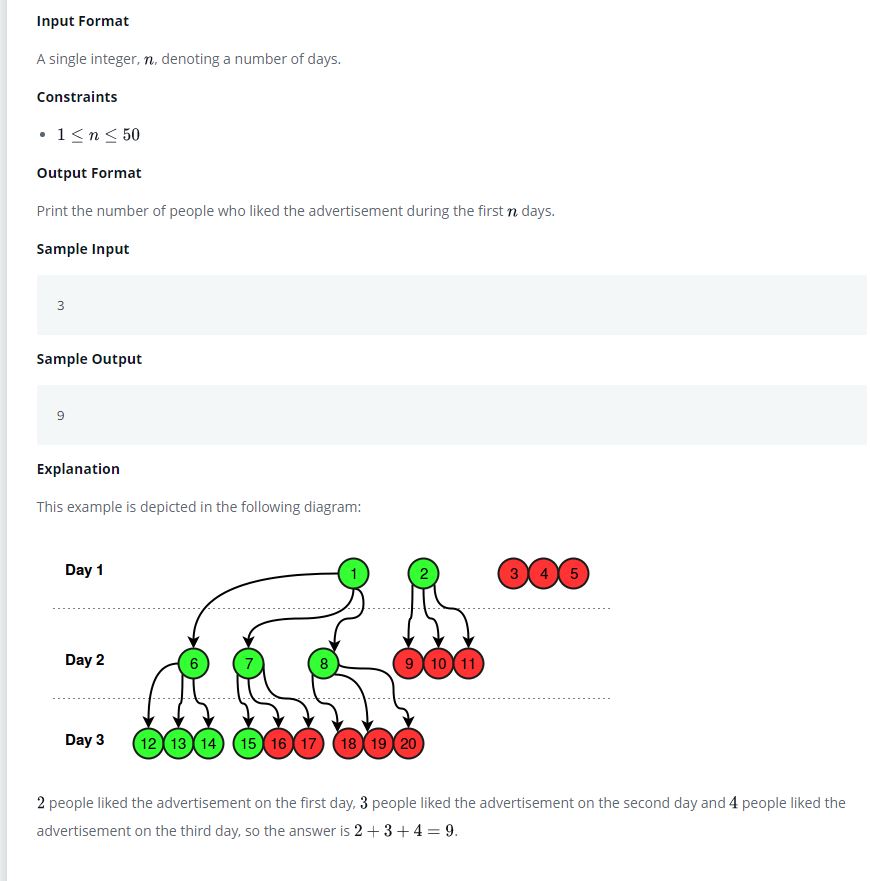 Input Format
A single integer, n, denoting a number of days.
Constraints
• 1 ≤ n ≤ 50
Output Format
Print the number of people who liked the advertisement during the first n days.
Sample Input
3
Sample Output
9
Explanation
This example is depicted in the following diagram:
Day 1 1 2 3 4 5
Day 2 6 7 8 9 10 11
Day 3 12 13 14 15 16 17 18 19 20
2 people liked the advertisement on the first day, 3 people liked the advertisement on the second day and 4 people liked the
advertisement on the third day, so the answer is 2 + 3 + 4 = 9.